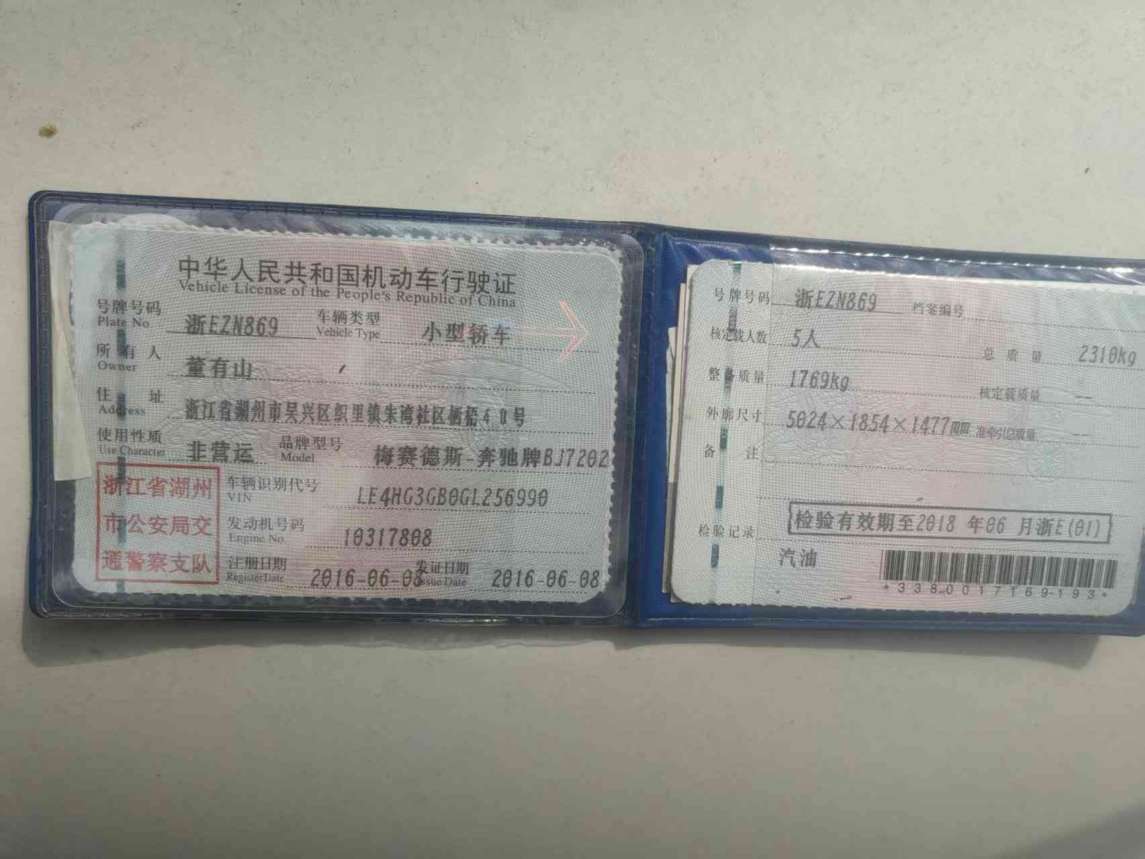 中华人民共和国机动车行驶证
Vehicle License of the People's Republic of China
号牌号码 浙EZN869 车辆类型 小型轿车
Plate No. Vehicle Type
所有人 董有山
Owner
住址 浙江省湖州市吴兴区织里镇朱湾社区栖梧40号
Address
使用性质 非营运 品牌型号 梅赛德斯-奔驰牌BJ7202
Use Character Model
浙江省湖州
市公安局交
通警察支队
车辆识别代号 LE4HG3GB0GL256990
VIN
发动机号码 10317808
Engine No.
注册日期 2016-06-08 发证日期 2016-06-08
Register Date Issue Date
号牌号码 浙EZN869 档案编号
核定载人数 5人 总质量 2310kg
整备质量 1769kg 核定载质量 --
外廓尺寸 5024×1854×1477mm 准牵引总质量 --
备注
检验记录 检验有效期至2018 年06 月浙E(01)
汽油
*3380017169193*